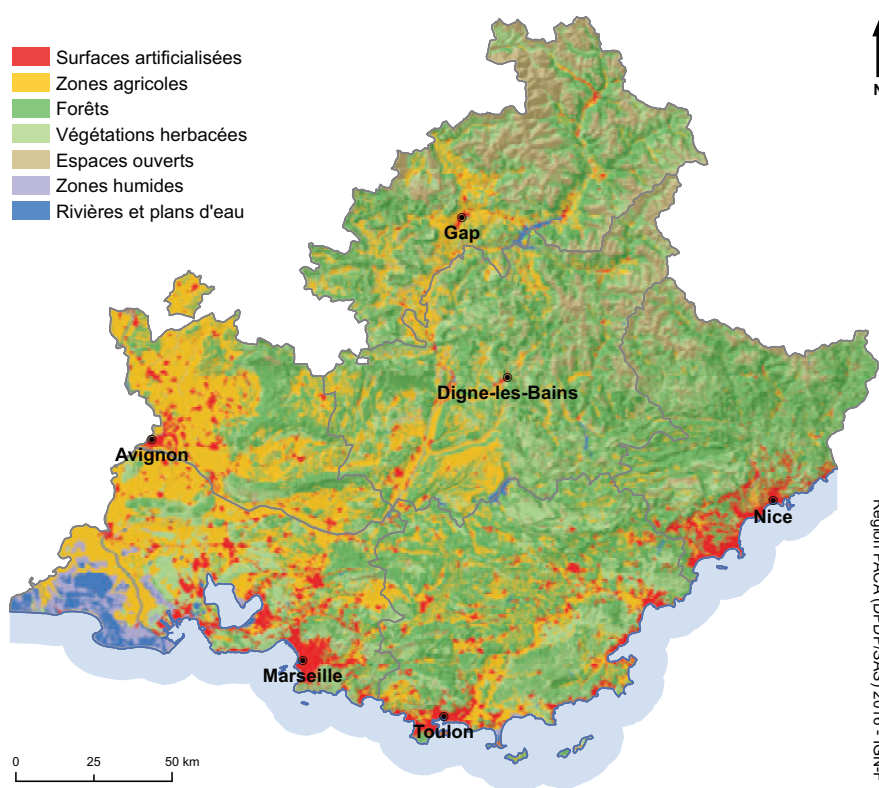 Surfaces artificialisées
Zones agricoles
Forêts
Végétations herbacées
Espaces ouverts
Zones humides
Rivières et plans d'eau
Gap
Digne-les-Bains
Avignon
Nice
Marseille
Toulon
0 25 50 km